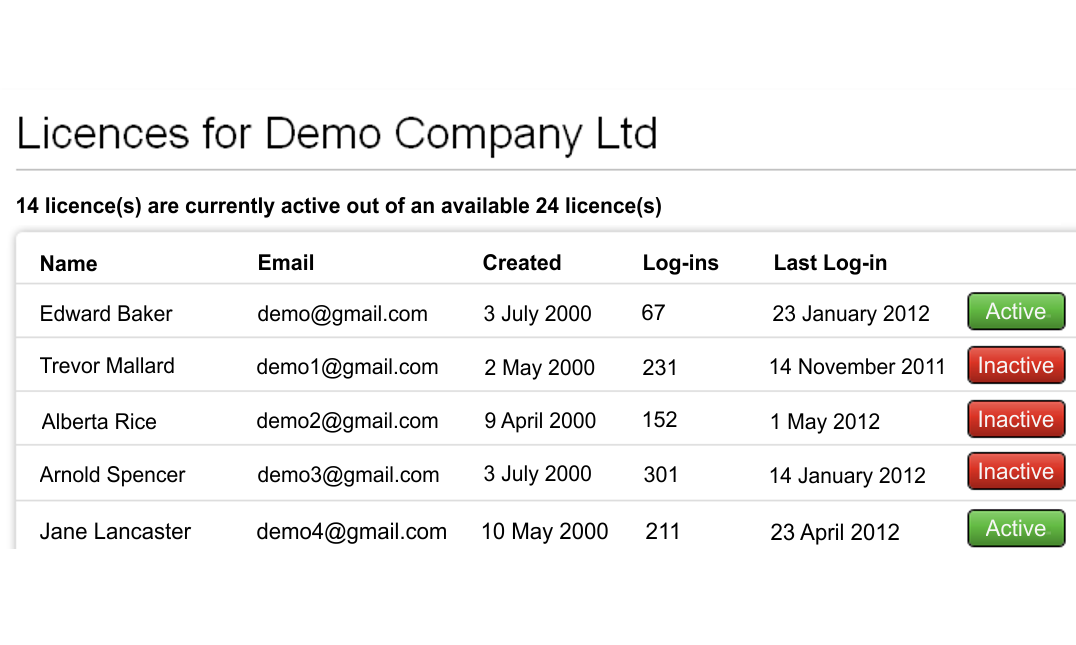 Licences for Demo Company Ltd
14 licence(s) are currently active out of an available 24 licence(s)
Name Email Created Log-ins Last Log-in
Edward Baker demo@gmail.com 3 July 2000 67 23 January 2012 Active
Trevor Mallard demo1@gmail.com 2 May 2000 231 14 November 2011 Inactive
Alberta Rice demo2@gmail.com 9 April 2000 152 1 May 2012 Inactive
Arnold Spencer demo3@gmail.com 3 July 2000 301 14 January 2012 Inactive
Jane Lancaster demo4@gmail.com 10 May 2000 211 23 April 2012 Active